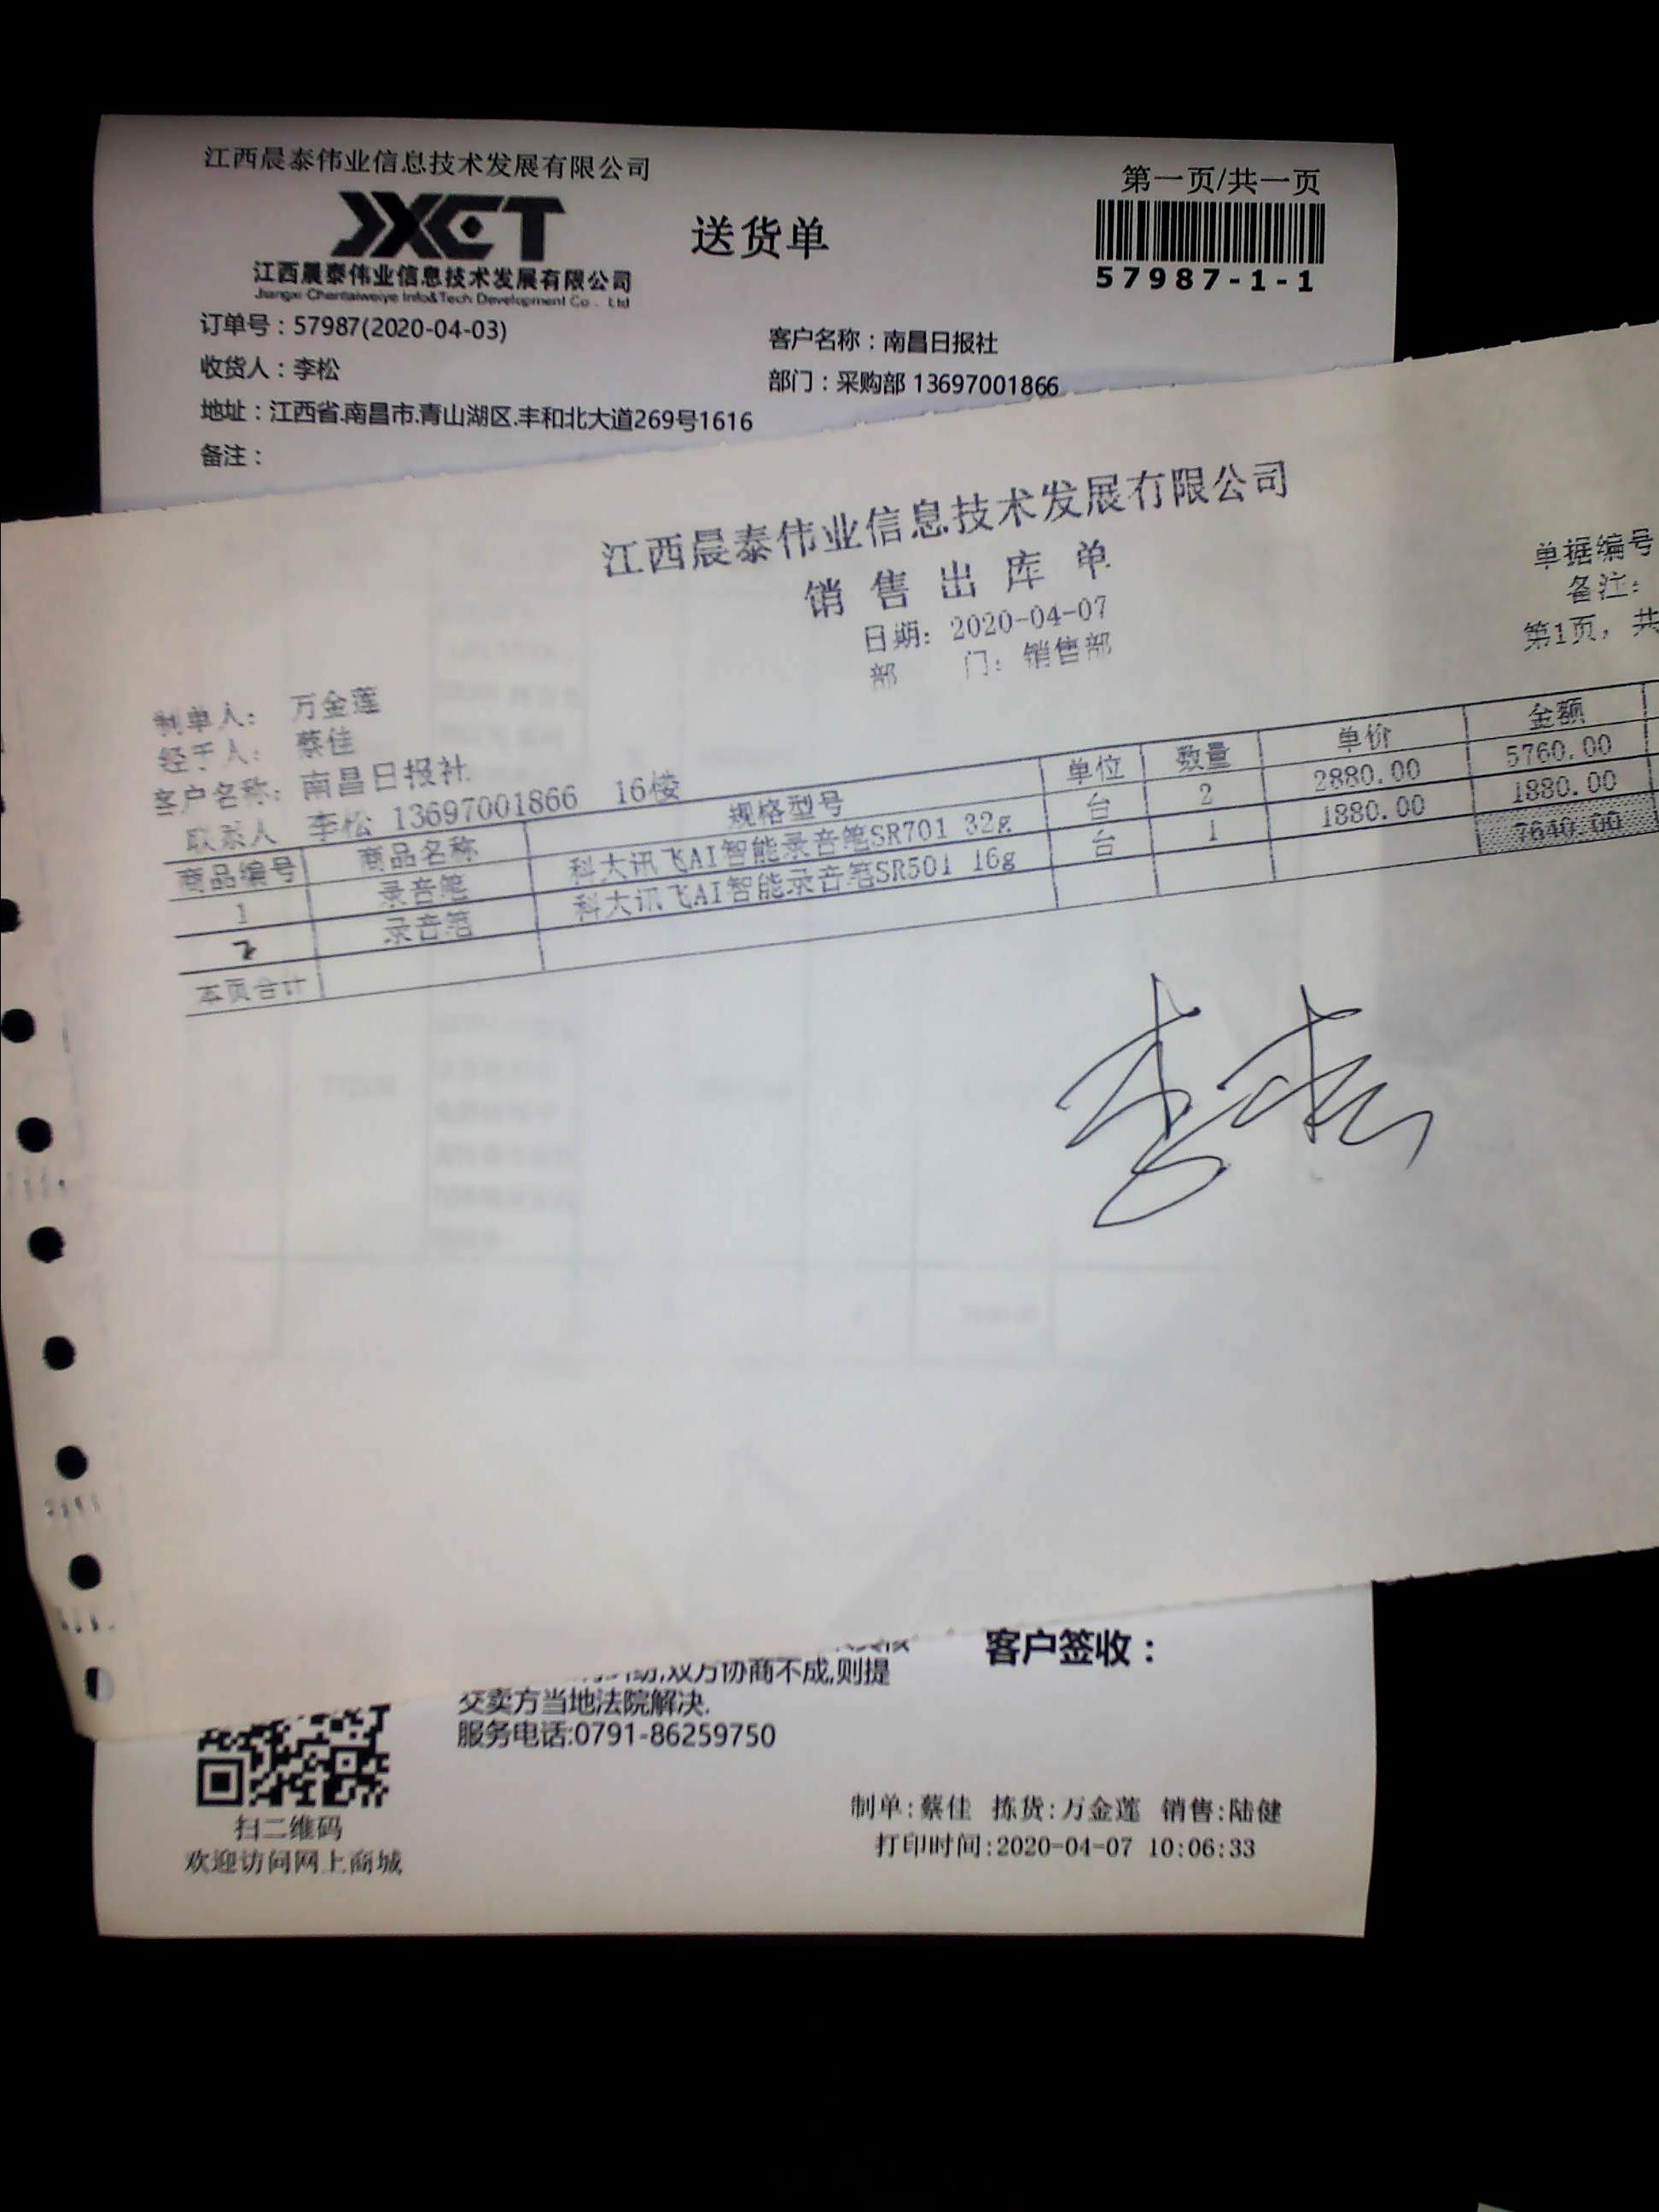 江西晨泰伟业信息技术发展有限公司
第一页/共一页
JXCT
送货单
江西晨泰伟业信息技术发展有限公司
Jiangxi Chentaiweiye Info&Tech Development Co., Ltd
57987-1-1
订单号：57987(2020-04-03)
客户名称：南昌日报社
收货人：李松
部门：采购部 13697001866
地址：江西省.南昌市.青山湖区.丰和北大道269号1616
备注：
江西晨泰伟业信息技术发展有限公司
销售出库单
单据编号
日期：2020-04-07
备注：
部 门：销售部
第1页，共
制单人： 万金莲
经手人： 蔡佳
客户名称： 南昌日报社
联系人 李松 13697001866 16楼
商品编号 商品名称 规格型号 单位 数量 单价 金额
1 录音笔 科大讯飞AI智能录音笔SR701 32g 台 2 2880.00 5760.00
2 录音笔 科大讯飞AI智能录音笔SR501 16g 台 1 1880.00 1880.00
本页合计 7640.00
李松
客户签收：
,双方协商不成,则提
交卖方当地法院解决.
服务电话:0791-86259750
扫二维码
欢迎访问网上商城
制单:蔡佳 拣货:万金莲 销售:陆健
打印时间:2020-04-07 10:06:33